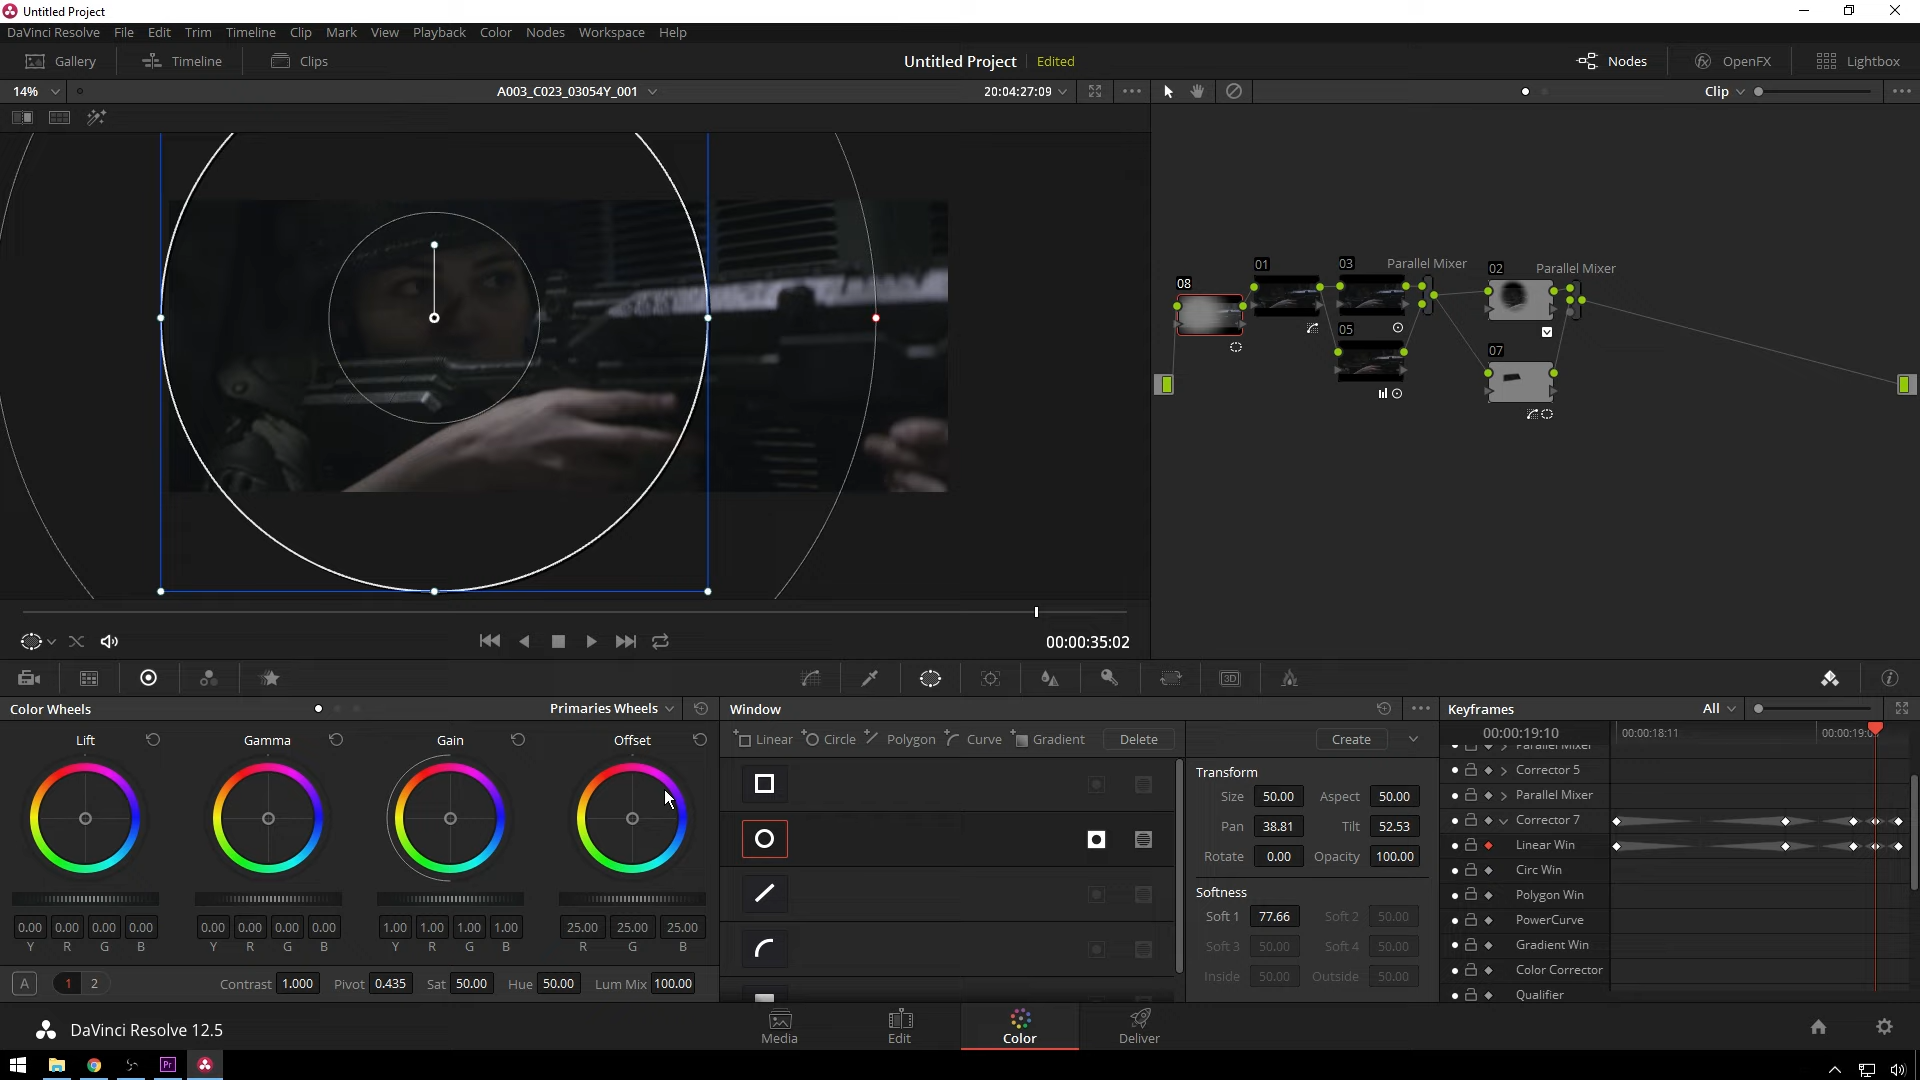 Untitled Project
DaVinci Resolve File Edit Trim Timeline Clip Mark View Playback Color Nodes Workspace Help
Gallery Timeline Clips Untitled Project Edited Nodes OpenFX Lightbox
14% A003_C023_03054Y_001 20:04:27:09 Clip
08 01 03 Parallel Mixer 02 Parallel Mixer
05 07
00:00:35:02
3D
Color Wheels Primaries Wheels Window Keyframes All
Lift Gamma Gain Offset
Linear Circle Polygon Curve Gradient Delete Create
00:00:19:10 00:00:18:11
Transform
Size 50.00 Aspect 50.00
Pan 38.81 Tilt 52.53
Rotate 0.00 Opacity 100.00
Softness
Soft 1 77.66 Soft 2 50.00
Soft 3 50.00 Soft 4 50.00
Inside 50.00 Outside 50.00
Parallel Mixer
Corrector 5
Parallel Mixer
Corrector 7
Linear Win
Circ Win
Polygon Win
PowerCurve
Gradient Win
Color Corrector
Qualifier
0.00 0.00 0.00 0.00 0.00 0.00 0.00 0.00 1.00 1.00 1.00 1.00 25.00 25.00 25.00
Y R G B Y R G B Y R G B R G B
A 1 2 Contrast 1.000 Pivot 0.435 Sat 50.00 Hue 50.00 Lum Mix 100.00
DaVinci Resolve 12.5 Media Edit Color Deliver
Pr